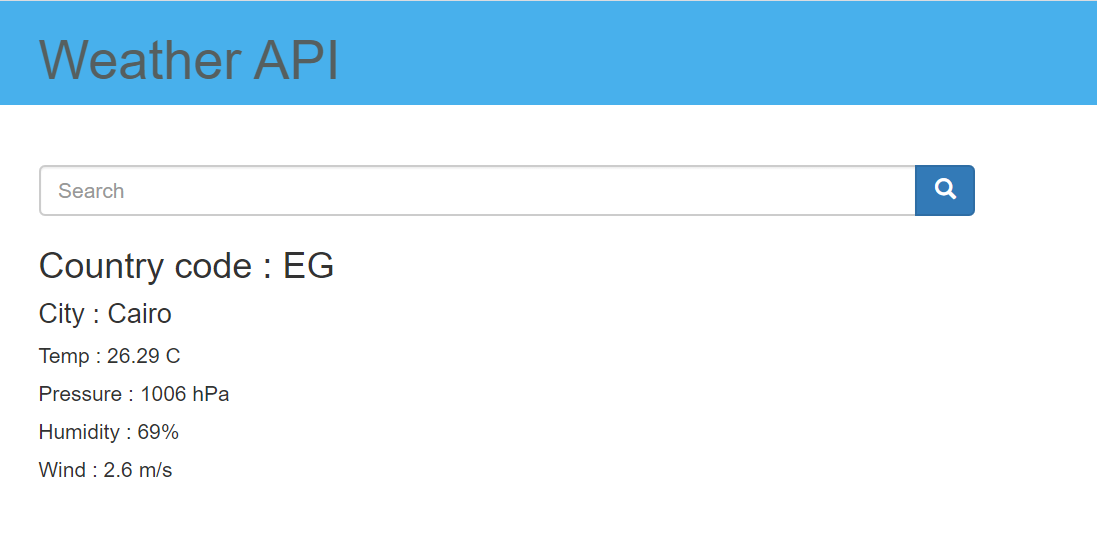 Weather API
Search
Country code : EG
City : Cairo
Temp : 26.29 C
Pressure : 1006 hPa
Humidity : 69%
Wind : 2.6 m/s